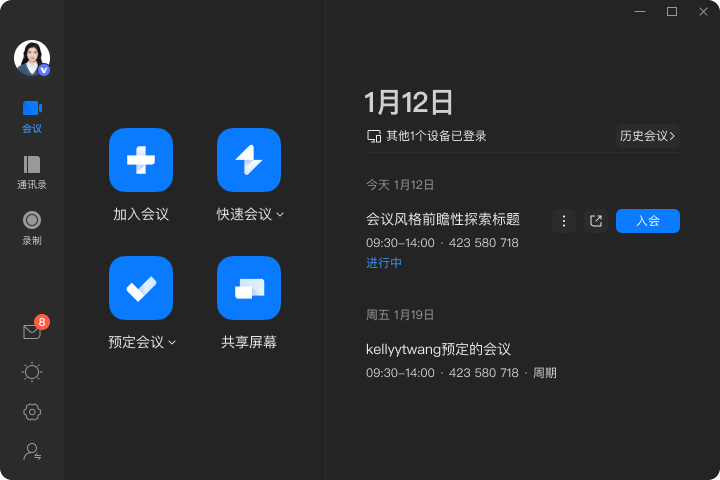 会议
通讯录
录制
8
加入会议
快速会议
预定会议
共享屏幕
1月12日
其他1个设备已登录
历史会议
今天 1月12日
会议风格前瞻性探索标题
入会
09:30-14:00 · 423 580 718
进行中
周五 1月19日
kellyytwang预定的会议
09:30-14:00 · 423 580 718 · 周期